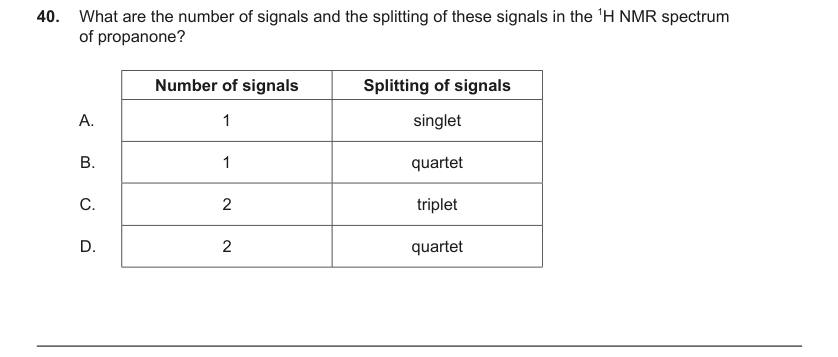 40. What are the number of signals and the splitting of these signals in the ¹H NMR spectrum
of propanone?
Number of signals Splitting of signals
A. 1 singlet
B. 1 quartet
C. 2 triplet
D. 2 quartet